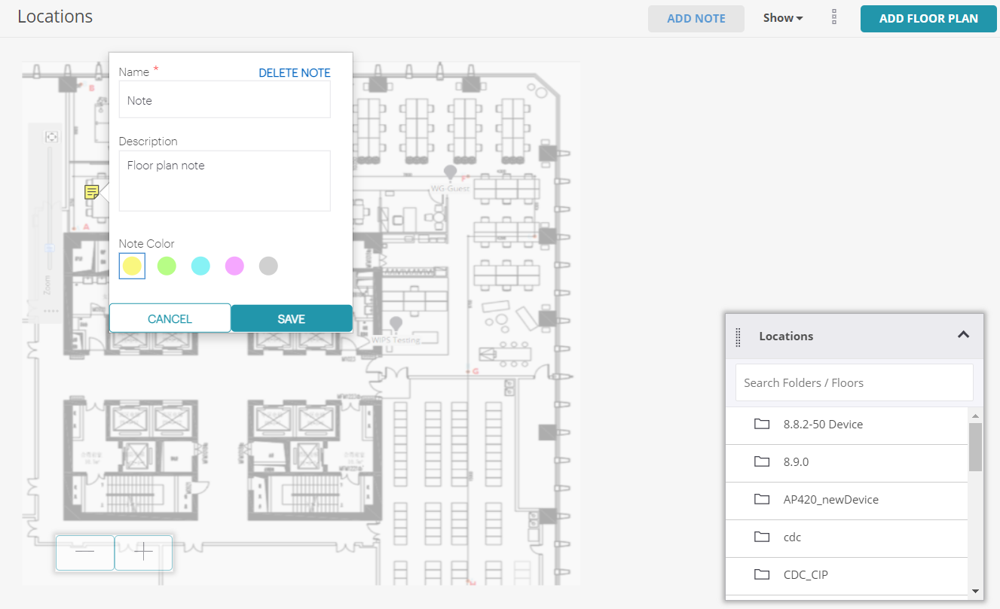 Locations
ADD NOTE
Show
ADD FLOOR PLAN
Name *
DELETE NOTE
Note
Description
Floor plan note
Note Color
CANCEL
SAVE
B
A
Zoom
F
WG-Guest
WIPS Testing
G
H
Locations
Search Folders / Floors
8.8.2-50 Device
8.9.0
AP420_newDevice
cdc
CDC_CIP